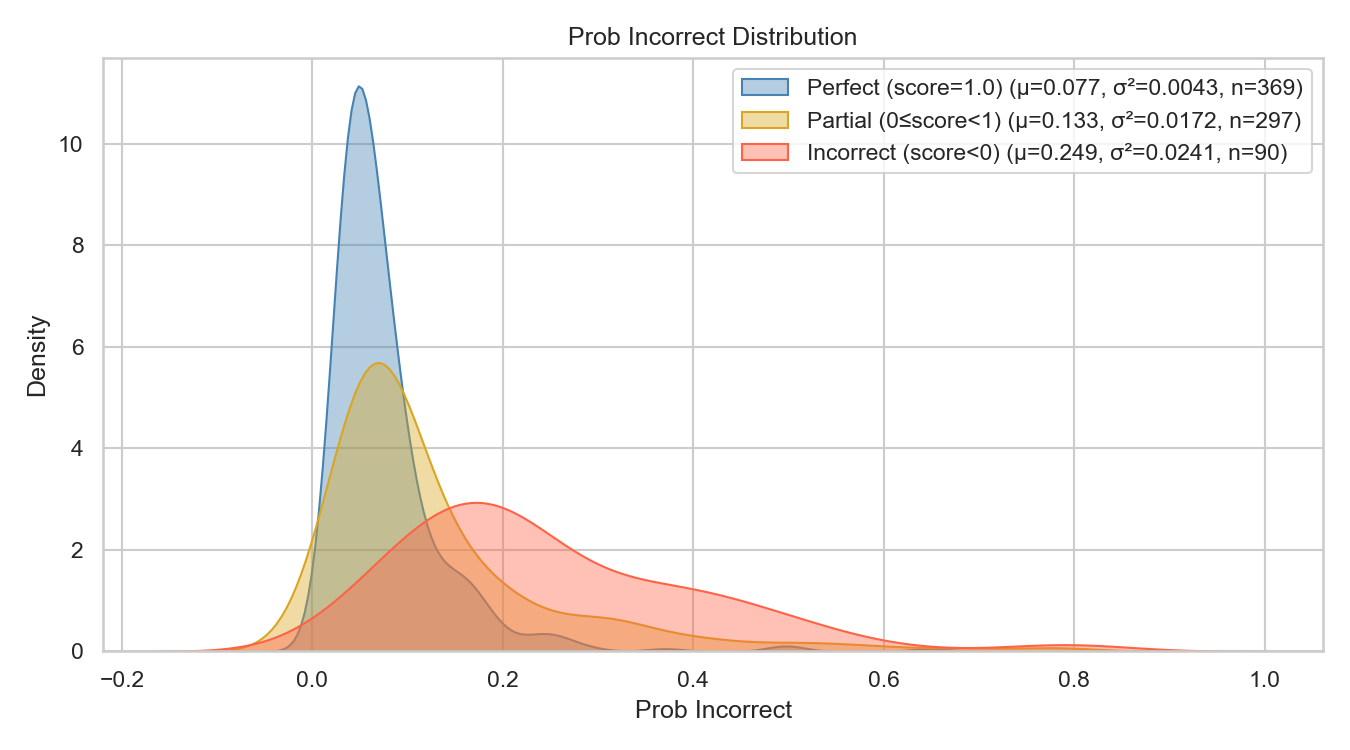 Prob Incorrect Distribution
Perfect (score=1.0) (μ=0.077, σ²=0.0043, n=369)
Partial (0≤score<1) (μ=0.133, σ²=0.0172, n=297)
Incorrect (score<0) (μ=0.249, σ²=0.0241, n=90)
Density
10
8
6
4
2
0
−0.2 0.0 0.2 0.4 0.6 0.8 1.0
Prob Incorrect